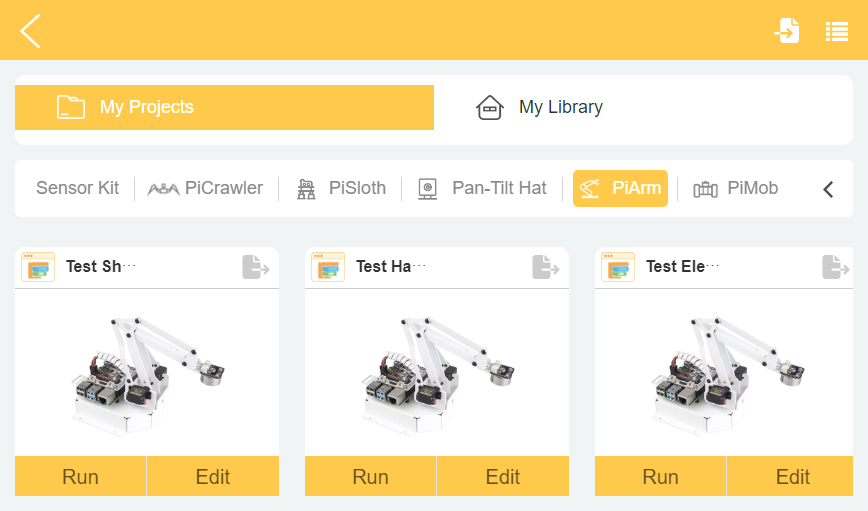 My Projects
My Library
Sensor Kit PiCrawler PiSloth Pan-Tilt Hat PiArm PiMob
Test Sh···
Test Ha···
Test Ele···
Run Edit
Run Edit
Run Edit